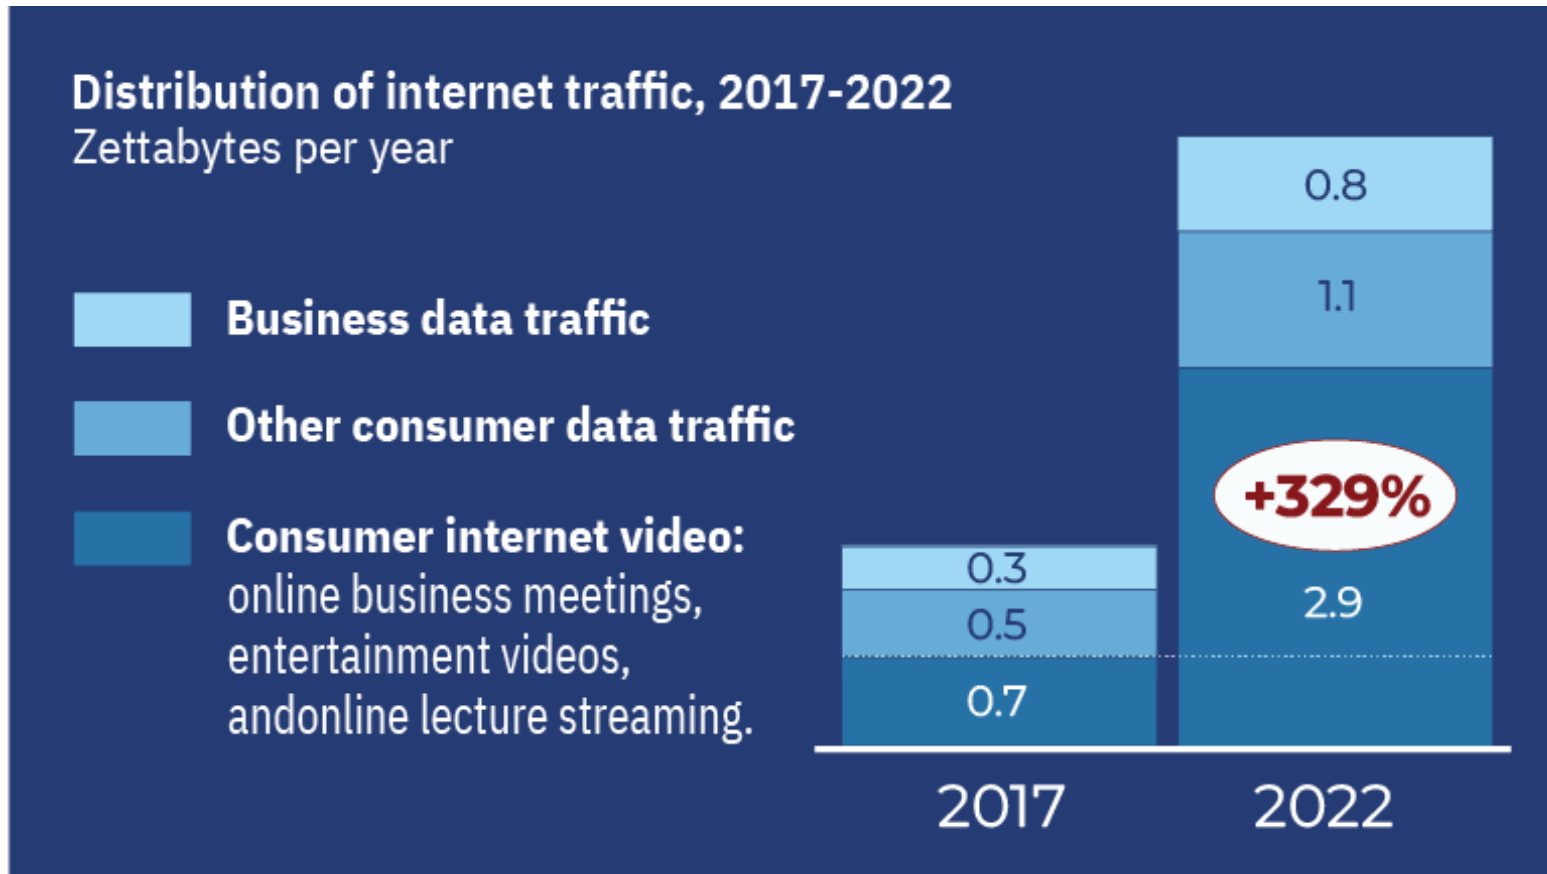 Distribution of internet traffic, 2017-2022
Zettabytes per year
Business data traffic
Other consumer data traffic
Consumer internet video:
online business meetings,
entertainment videos,
andonline lecture streaming.
0.3
0.5
0.7
2017
0.8
1.1
+329%
2.9
2022